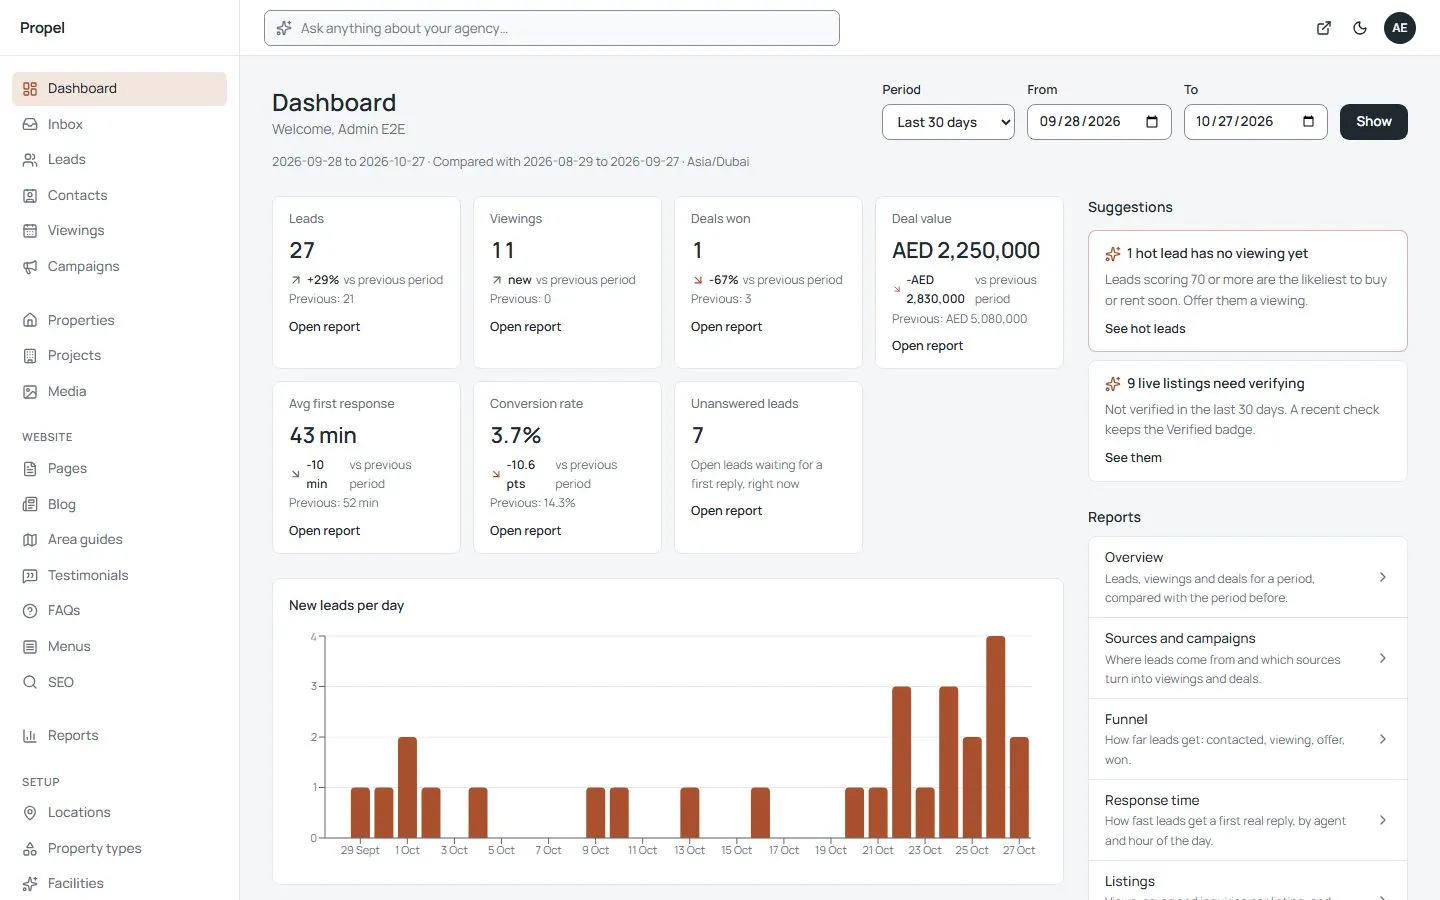 Propel
Ask anything about your agency...
AE
Dashboard
Inbox
Leads
Contacts
Viewings
Campaigns
Properties
Projects
Media
WEBSITE
Pages
Blog
Area guides
Testimonials
FAQs
Menus
SEO
Reports
SETUP
Locations
Property types
Facilities
Dashboard
Welcome, Admin E2E
Period
Last 30 days
From
09/28/2026
To
10/27/2026
Show
2026-09-28 to 2026-10-27 · Compared with 2026-08-29 to 2026-09-27 · Asia/Dubai
Leads
27
+29% vs previous period
Previous: 21
Open report
Viewings
11
new vs previous period
Previous: 0
Open report
Deals won
1
-67% vs previous period
Previous: 3
Open report
Deal value
AED 2,250,000
-AED 2,830,000 vs previous period
Previous: AED 5,080,000
Open report
Avg first response
43 min
-10 min vs previous period
Previous: 52 min
Open report
Conversion rate
3.7%
-10.6 pts vs previous period
Previous: 14.3%
Open report
Unanswered leads
7
Open leads waiting for a
first reply, right now
Open report
New leads per day
4
3
2
1
0
29 Sept 1 Oct 3 Oct 5 Oct 7 Oct 9 Oct 11 Oct 13 Oct 15 Oct 17 Oct 19 Oct 21 Oct 23 Oct 25 Oct 27 Oct
Suggestions
1 hot lead has no viewing yet
Leads scoring 70 or more are the likeliest to buy
or rent soon. Offer them a viewing.
See hot leads
9 live listings need verifying
Not verified in the last 30 days. A recent check
keeps the Verified badge.
See them
Reports
Overview
Leads, viewings and deals for a period,
compared with the period before.
Sources and campaigns
Where leads come from and which sources
turn into viewings and deals.
Funnel
How far leads get: contacted, viewing, offer,
won.
Response time
How fast leads get a first real reply, by agent
and hour of the day.
Listings